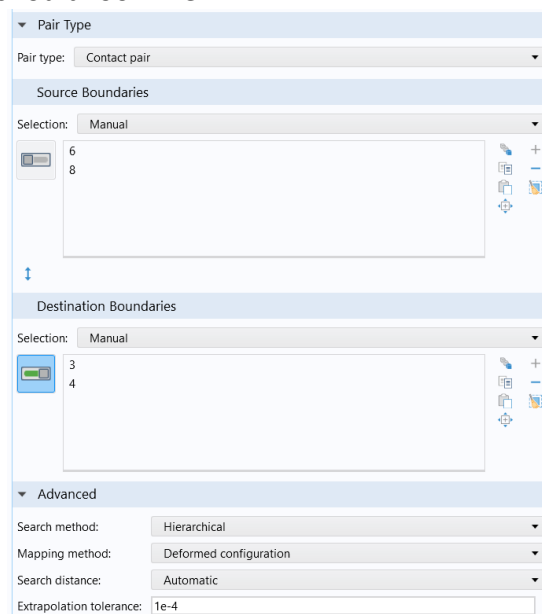 Pair Type
Pair type: Contact pair
Source Boundaries
Selection: Manual
6
8
Destination Boundaries
Selection: Manual
3
4
Advanced
Search method: Hierarchical
Mapping method: Deformed configuration
Search distance: Automatic
Extrapolation tolerance: 1e-4